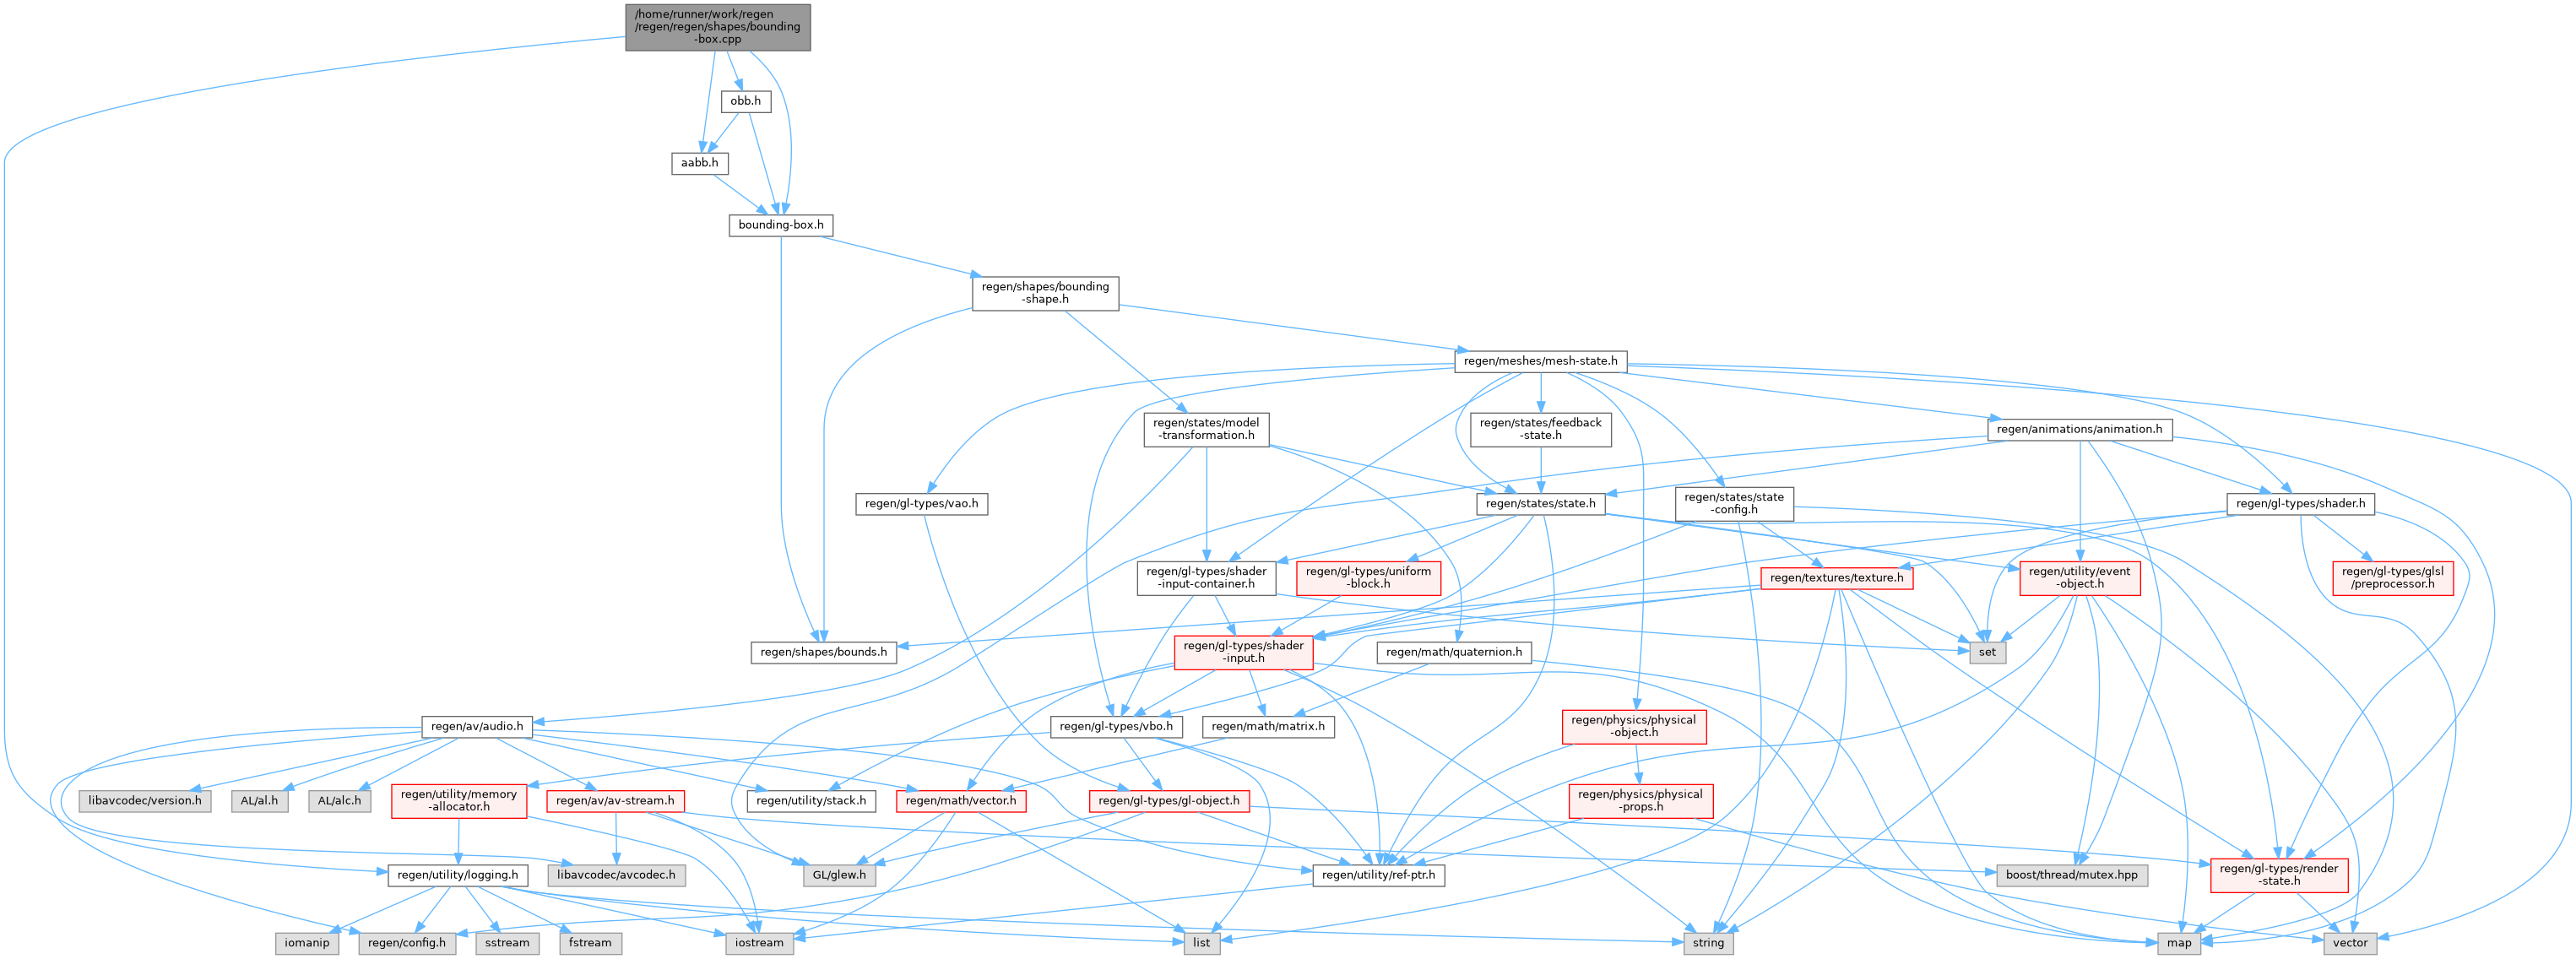 /home/runner/work/regen
/regen/regen/shapes/bounding
-box.cpp
obb.h
aabb.h
bounding-box.h
regen/shapes/bounding
-shape.h
regen/meshes/mesh-state.h
regen/states/model
-transformation.h
regen/states/feedback
-state.h
regen/animations/animation.h
regen/gl-types/vao.h
regen/states/state.h
regen/states/state
-config.h
regen/gl-types/shader.h
regen/gl-types/shader
-input-container.h
regen/gl-types/uniform
-block.h
regen/textures/texture.h
regen/utility/event
-object.h
regen/gl-types/glsl
/preprocessor.h
regen/shapes/bounds.h
regen/gl-types/shader
-input.h
regen/math/quaternion.h
set
regen/av/audio.h
regen/gl-types/vbo.h
regen/math/matrix.h
regen/physics/physical
-object.h
libavcodec/version.h
AL/al.h
AL/alc.h
regen/utility/memory
-allocator.h
regen/av/av-stream.h
regen/utility/stack.h
regen/math/vector.h
regen/gl-types/gl-object.h
regen/physics/physical
-props.h
regen/utility/logging.h
libavcodec/avcodec.h
GL/glew.h
regen/utility/ref-ptr.h
boost/thread/mutex.hpp
regen/gl-types/render
-state.h
iomanip
regen/config.h
sstream
fstream
iostream
list
string
map
vector